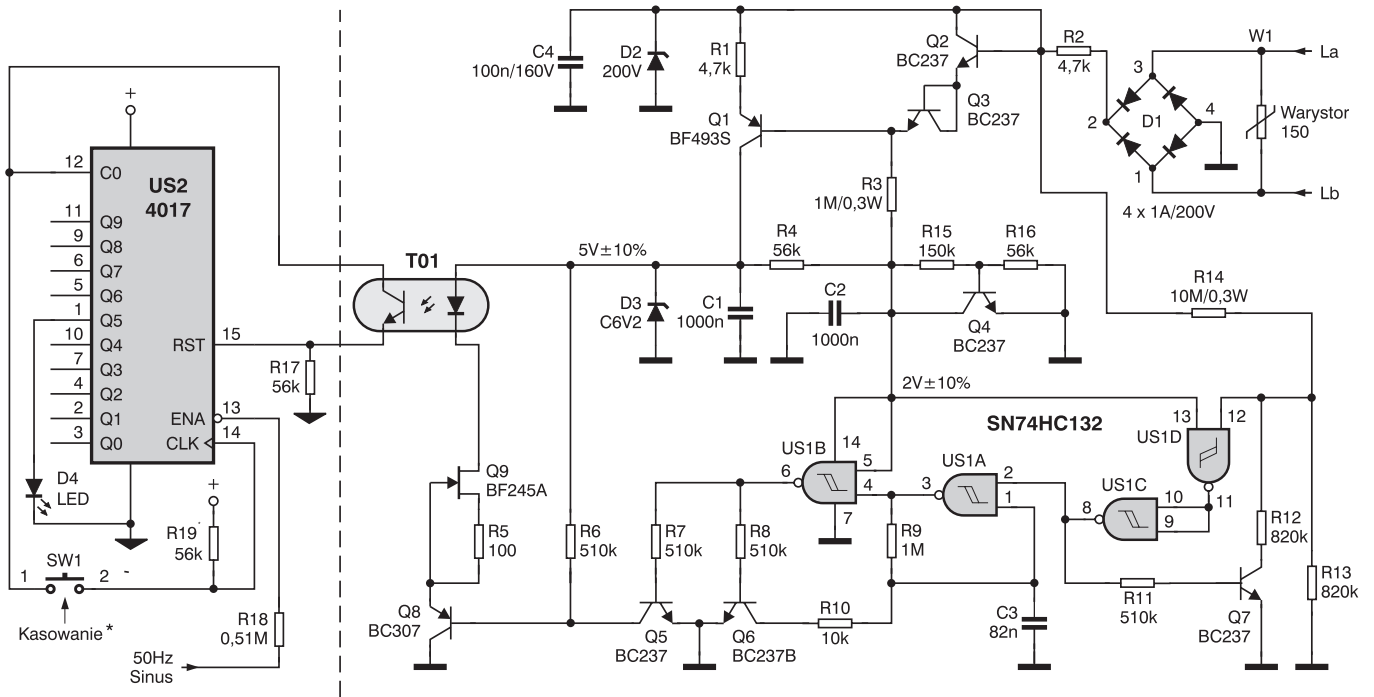 C4
100n/160V
D2
200V
R1
4,7k
Q2
BC237
R2
4,7k
W1
La
3
2
D1
4
1
Warystor
150
Lb
4 x 1A/200V
Q1
BF493S
Q3
BC237
R3
1M/0,3W
+
12
C0
US2
4017
11
Q9
9
Q8
6
Q7
5
Q6
1
Q5
10
Q4
7
Q3
4
Q2
2
Q1
3
Q0
RST
15
ENA
13
CLK
14
T01
5V±10%
R4
56k
R15
150k
R16
56k
R14
10M/0,3W
D3
C6V2
C1
1000n
C2
1000n
Q4
BC237
R17
56k
2V±10%
SN74HC132
13
12
US1D
11
US1B
14
6
5
4
7
US1A
3
2
1
US1C
8
10
9
D4
LED
+
R19
56k
Q9
BF245A
R5
100
R6
510k
R7
510k
R8
510k
R9
1M
R12
820k
R13
820k
SW1
1
2
-
Kasowanie *
R18
0,51M
50Hz
Sinus
Q8
BC307
Q5
BC237
Q6
BC237B
R10
10k
C3
82n
R11
510k
Q7
BC237